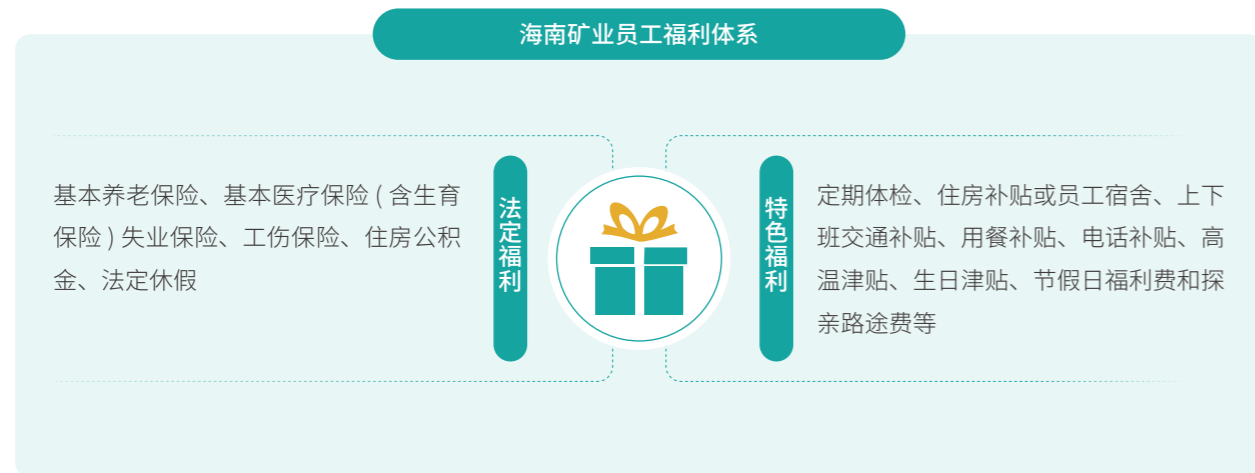 海南矿业员工福利体系
基本养老保险、基本医疗保险 ( 含生育
保险 ) 失业保险、工伤保险、住房公积
金、法定休假
法定福利
特色福利
定期体检、住房补贴或员工宿舍、上下
班交通补贴、用餐补贴、电话补贴、高
温津贴、生日津贴、节假日福利费和探
亲路途费等